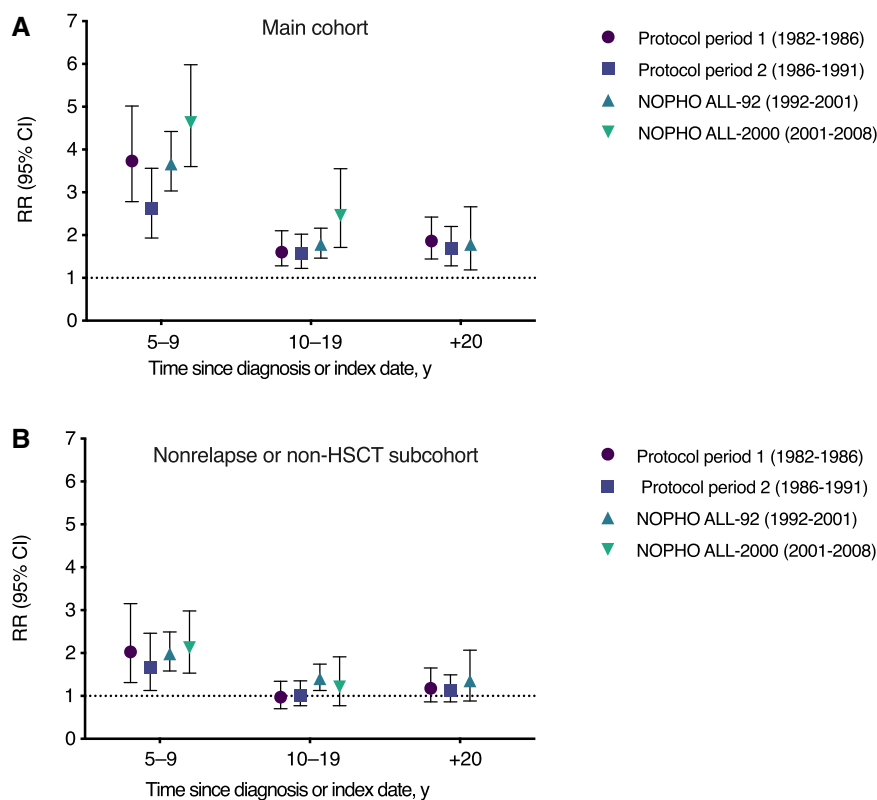 A
Main cohort
7
6
5
4
3
2
1
0
RR (95% CI)
5–9
10–19
+20
Time since diagnosis or index date, y
Protocol period 1 (1982-1986)
Protocol period 2 (1986-1991)
NOPHO ALL-92 (1992-2001)
NOPHO ALL-2000 (2001-2008)
B
Nonrelapse or non-HSCT subcohort
7
6
5
4
3
2
1
0
RR (95% CI)
5–9
10–19
+20
Time since diagnosis or index date, y
Protocol period 1 (1982-1986)
Protocol period 2 (1986-1991)
NOPHO ALL-92 (1992-2001)
NOPHO ALL-2000 (2001-2008)